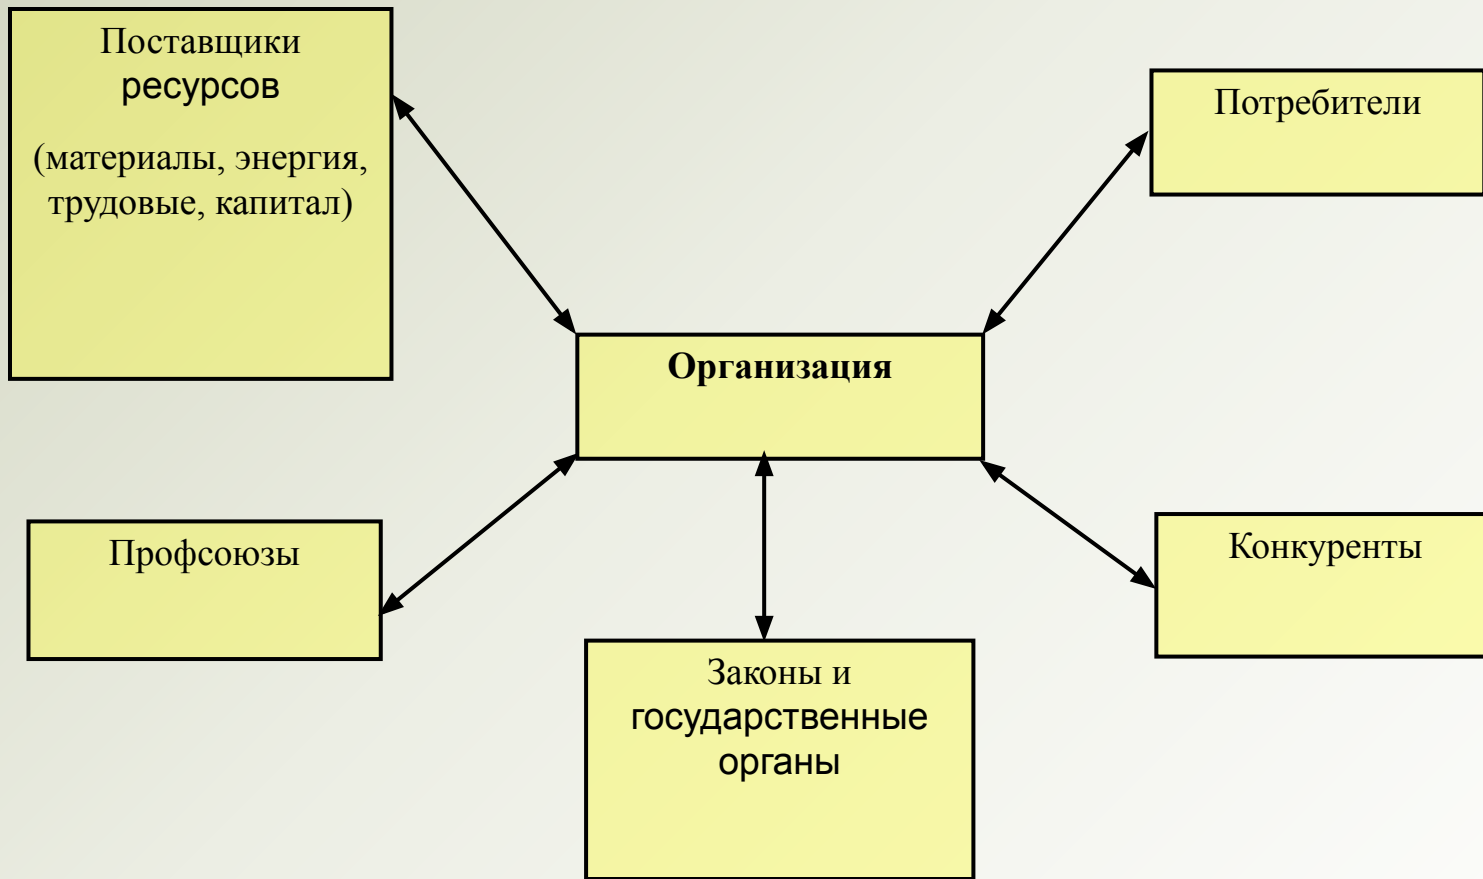 Поставщики
ресурсов
(материалы, энергия,
трудовые, капитал)
Потребители
Организация
Профсоюзы
Конкуренты
Законы и
государственные
органы